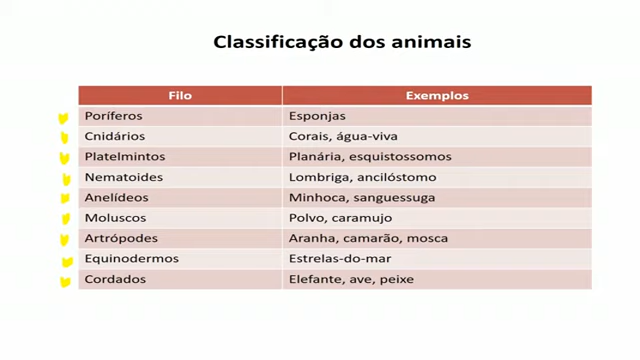 Classificação dos animais
Filo Exemplos
Poríferos Esponjas
Cnidários Corais, água-viva
Platelmintos Planária, esquistossomos
Nematoides Lombriga, ancilóstomo
Anelídeos Minhoca, sanguessuga
Moluscos Polvo, caramujo
Artrópodes Aranha, camarão, mosca
Equinodermos Estrelas-do-mar
Cordados Elefante, ave, peixe